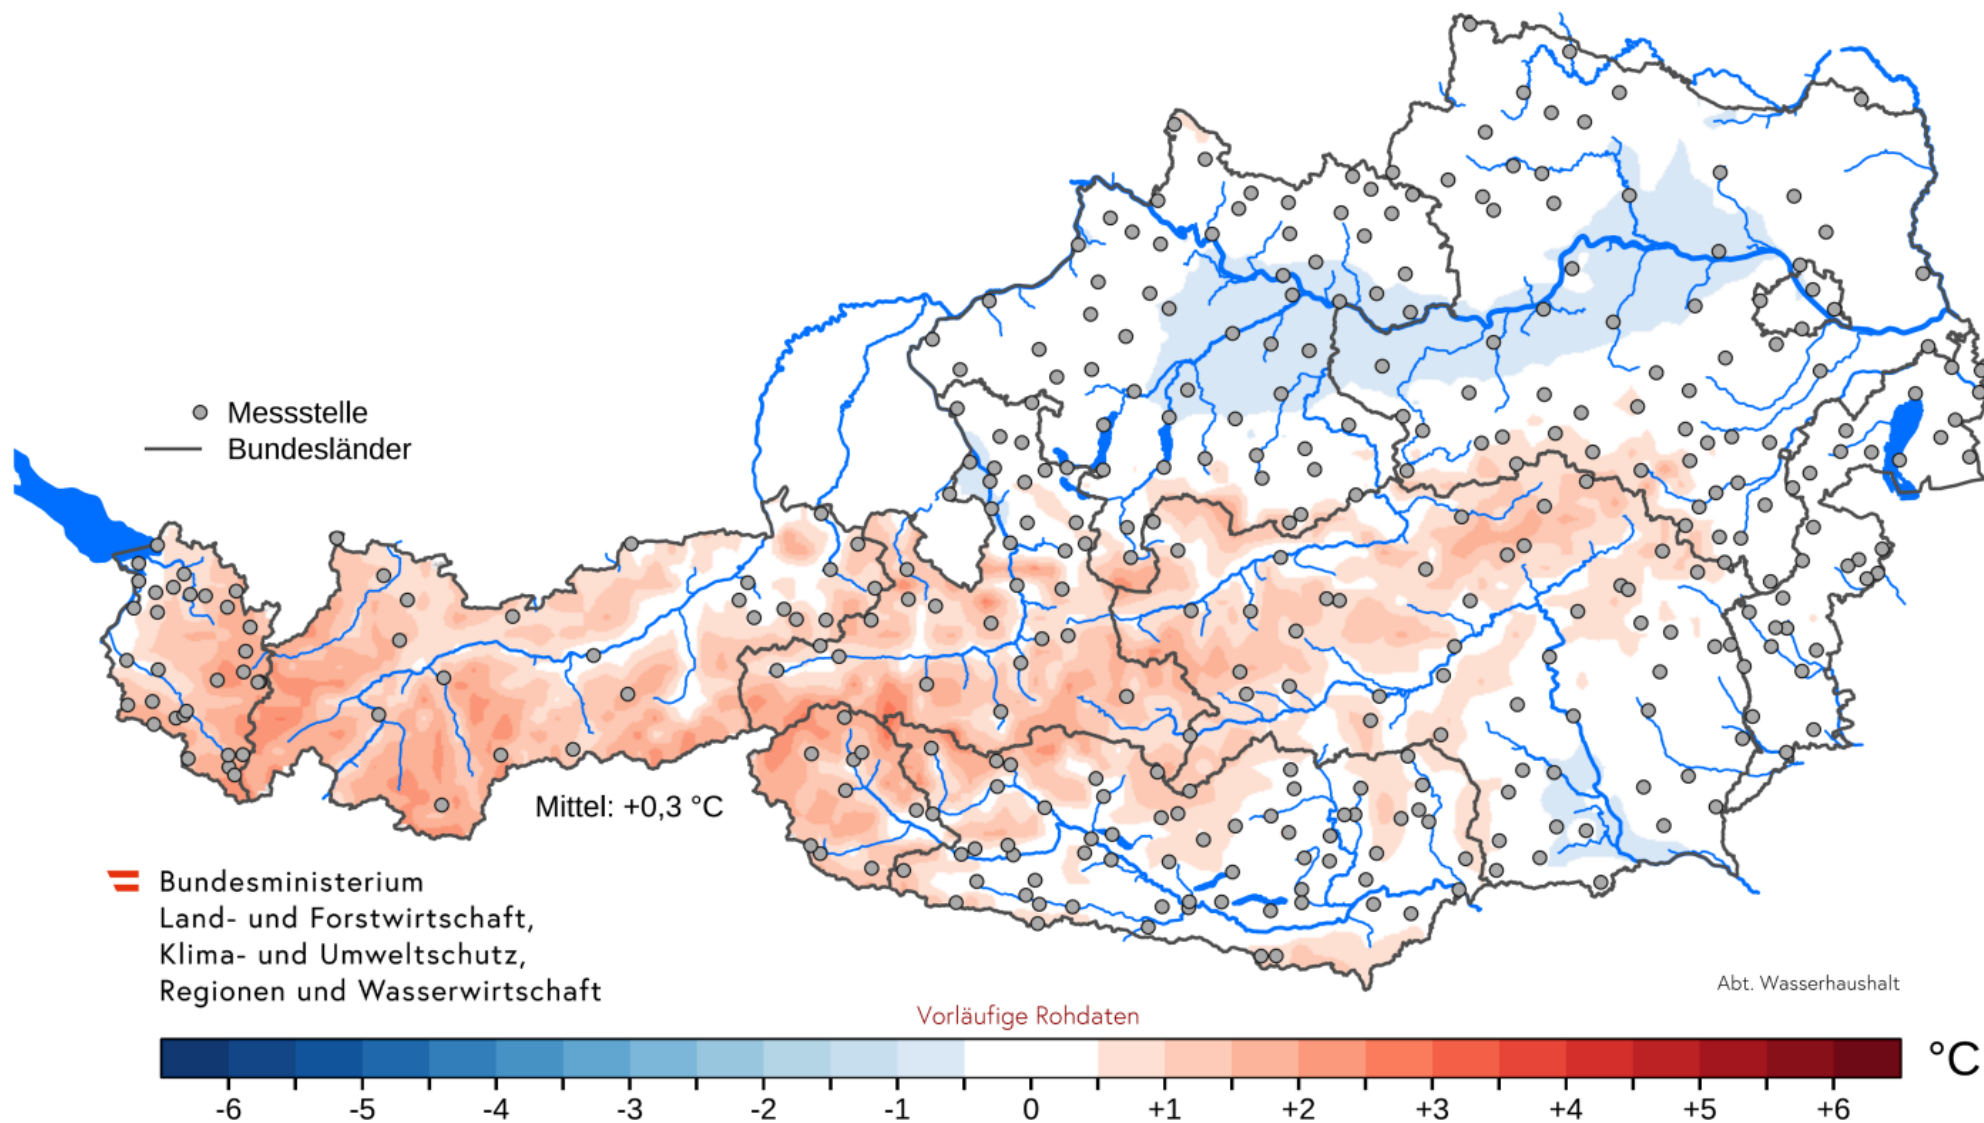 Messstelle
Bundesländer
Mittel: +0,3 °C
Bundesministerium
Land- und Forstwirtschaft,
Klima- und Umweltschutz,
Regionen und Wasserwirtschaft
Abt. Wasserhaushalt
Vorläufige Rohdaten
°C
-6 -5 -4 -3 -2 -1 0 +1 +2 +3 +4 +5 +6